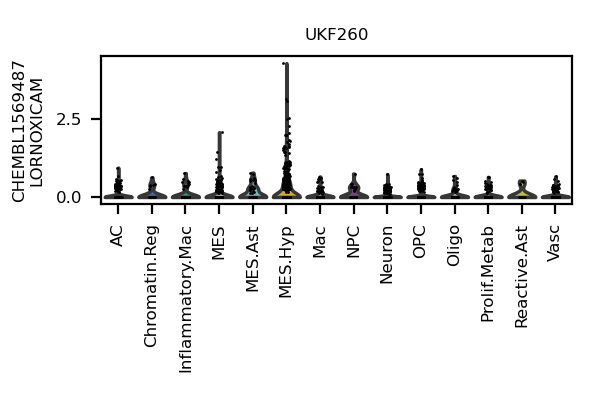 UKF260
CHEMBL1569487
LORNOXICAM
2.5
0.0
AC
Chromatin.Reg
Inflammatory.Mac
MES
MES.Ast
MES.Hyp
Mac
NPC
Neuron
OPC
Oligo
Prolif.Metab
Reactive.Ast
Vasc